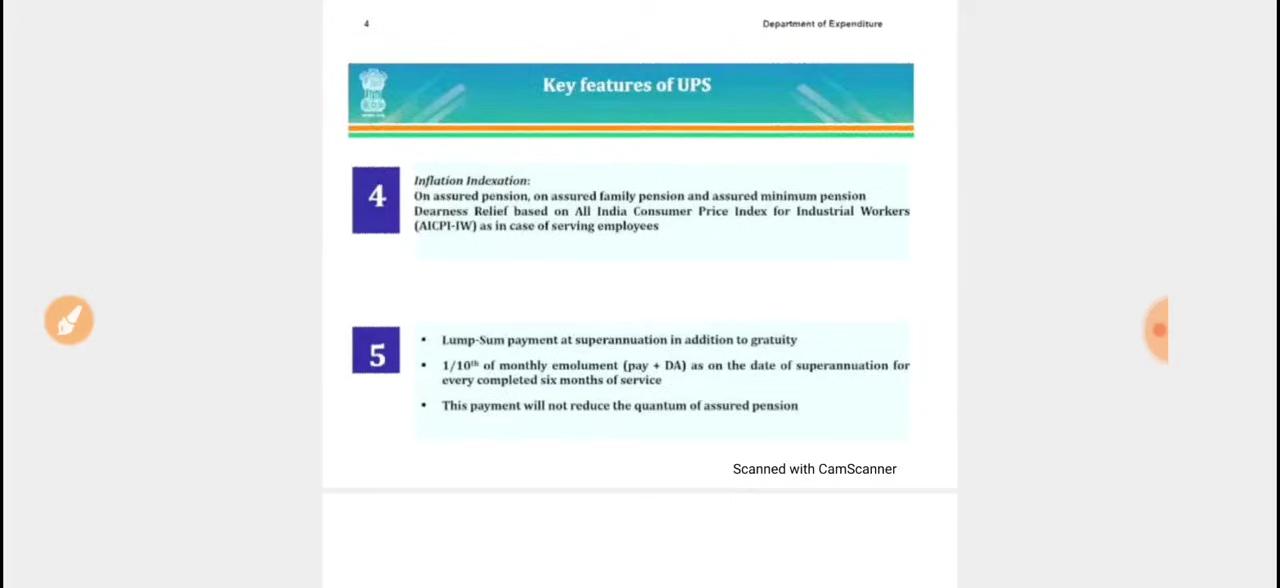 4
Department of Expenditure
Key features of UPS
4
Inflation Indexation:
On assured pension, on assured family pension and assured minimum pension
Dearness Relief based on All India Consumer Price Index for Industrial Workers
(AICPI-IW) as in case of serving employees
5
• Lump-Sum payment at superannuation in addition to gratuity
• 1/10th of monthly emolument (pay + DA) as on the date of superannuation for
every completed six months of service
• This payment will not reduce the quantum of assured pension
Scanned with CamScanner